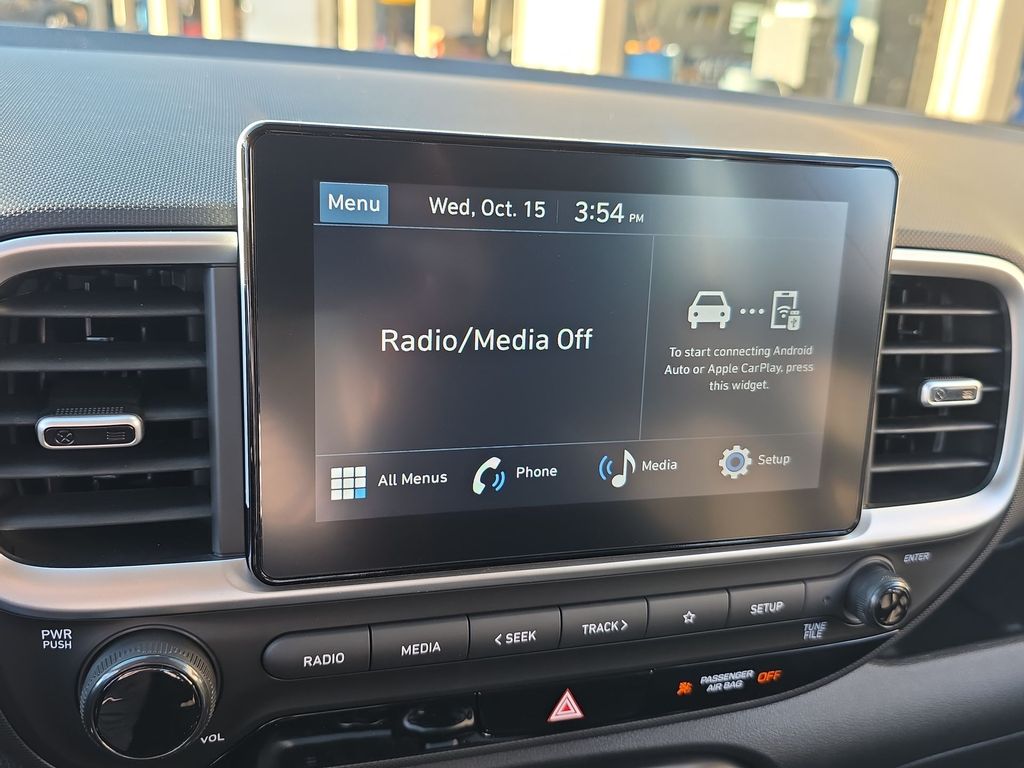 Menu
Wed, Oct. 15
3:54 PM
Radio/Media Off
To start connecting Android
Auto or Apple CarPlay, press
this widget.
All Menus
Phone
Media
Setup
PWR
PUSH
VOL
RADIO
MEDIA
< SEEK
TRACK >
☆
SETUP
ENTER
TUNE
FILE
PASSENGER
AIR BAG
OFF